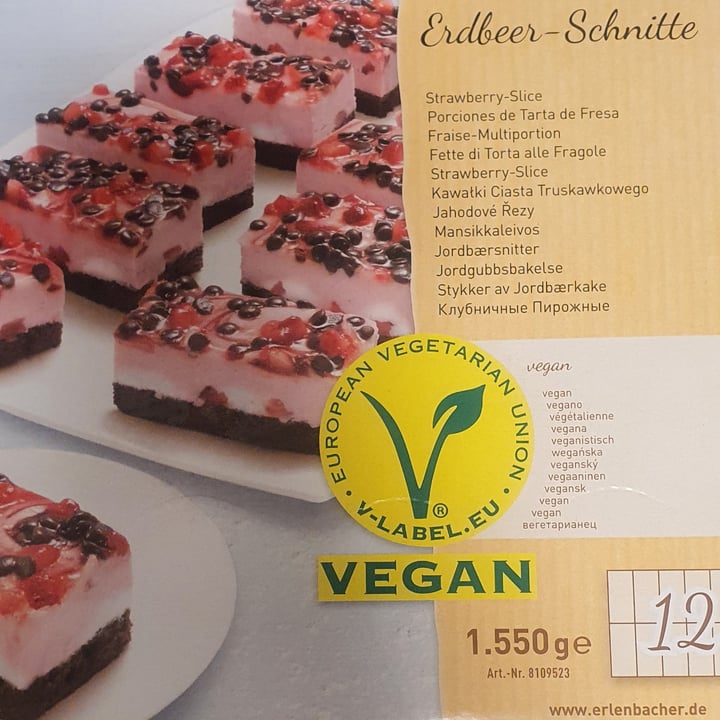 Erdbeer-Schnitte
Strawberry-Slice
Porciones de Tarta de Fresa
Fraise-Multiportion
Fette di Torta alle Fragole
Strawberry-Slice
Kawałki Ciasta Truskawkowego
Jahodové Řezy
Mansikkaleivos
Jordbærsnitter
Jordgubbsbakelse
Stykker av Jordbærkake
Клубничные Пирожные
vegan
vegan
vegano
végétalienne
vegana
veganistisch
wegańska
veganský
vegaaninen
vegansk
vegan
vegan
вегетарианец
EUROPEAN VEGETARIAN UNION
V-LABEL.EU
®
VEGAN
1.550 g e
12
Art.-Nr. 8109523
www.erlenbacher.de